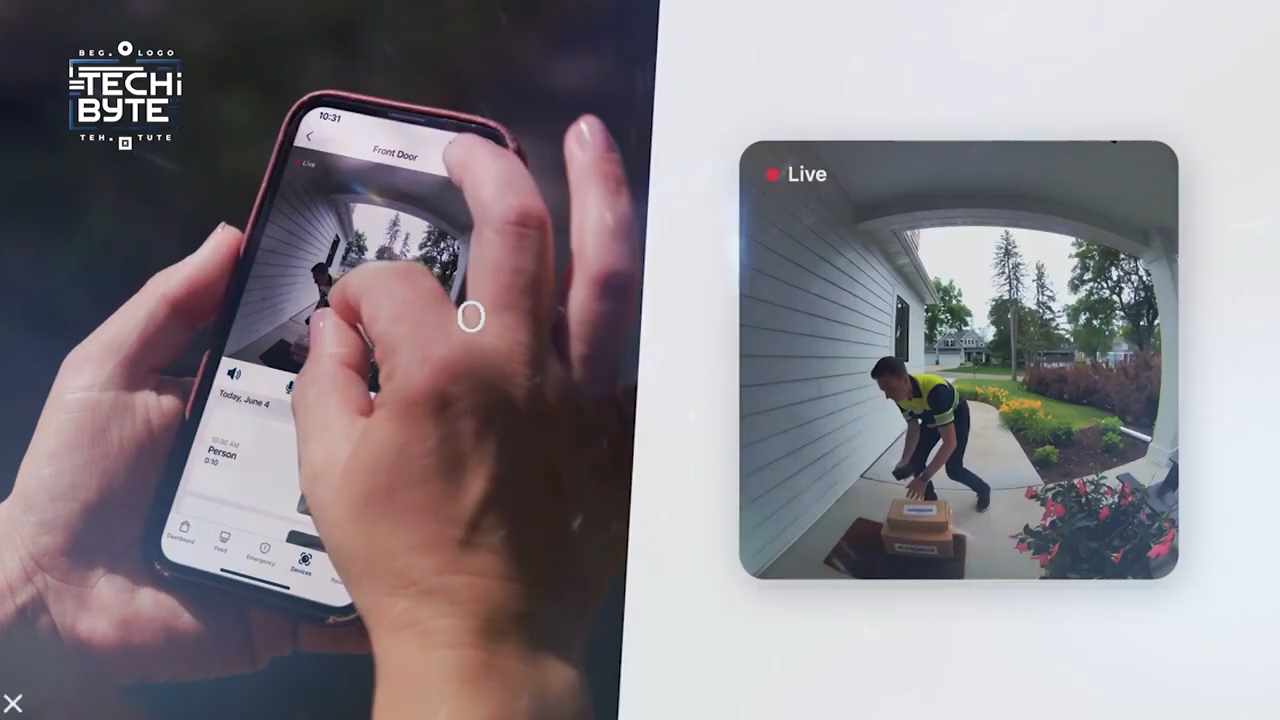 BEG. LOGO
TECHi
BYTE
TEH. TUTE
10:31
Front Door
Live
Today, June 4
10:30 AM
Person
0:10
Dashboard
Feed
Emergency
Devices
O
Live